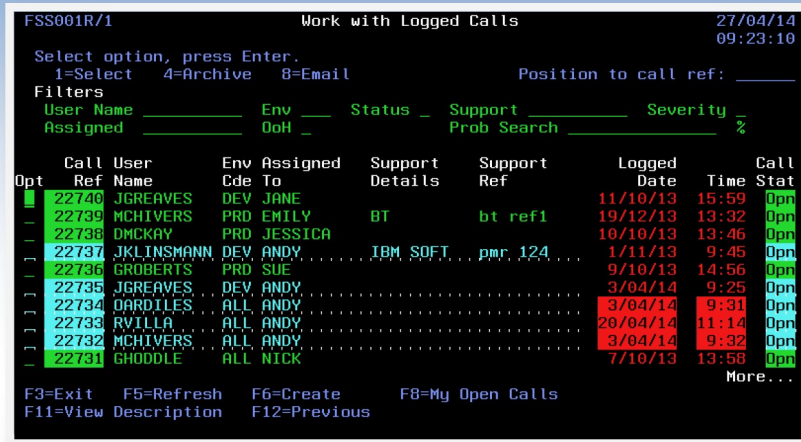 FSS001R/1 Work with Logged Calls 27/04/14
09:23:10
Select option, press Enter.
1=Select 4=Archive 8=Email Position to call ref: ______
Filters
User Name __________ Env ___ Status _ Support __________ Severity _
Assigned __________ OoH _ Prob Search _______________ %
Call User Env Assigned Support Support Logged Call
Opt Ref Name Cde To Details Ref Date Time Stat
_ 22740 JGREAVES DEV JANE 11/10/13 15:59 Opn
_ 22739 MCHIVERS PRD EMILY BT bt ref1 19/12/13 13:32 Opn
_ 22738 DMCKAY PRD JESSICA 10/10/13 13:46 Opn
_ 22737 JKLINSMANN DEV ANDY IBM SOFT pmr 124 1/11/13 9:45 Opn
_ 22736 GROBERTS PRD SUE 9/10/13 14:56 Opn
_ 22735 JGREAVES DEV ANDY 3/04/14 9:25 Opn
_ 22734 OARDILES ALL ANDY 3/04/14 9:31 Opn
_ 22733 RVILLA ALL ANDY 20/04/14 11:14 Opn
_ 22732 MCHIVERS ALL ANDY 3/04/14 9:32 Opn
_ 22731 GHODDLE ALL NICK 7/10/13 13:58 Opn
More...
F3=Exit F5=Refresh F6=Create F8=My Open Calls
F11=View Description F12=Previous